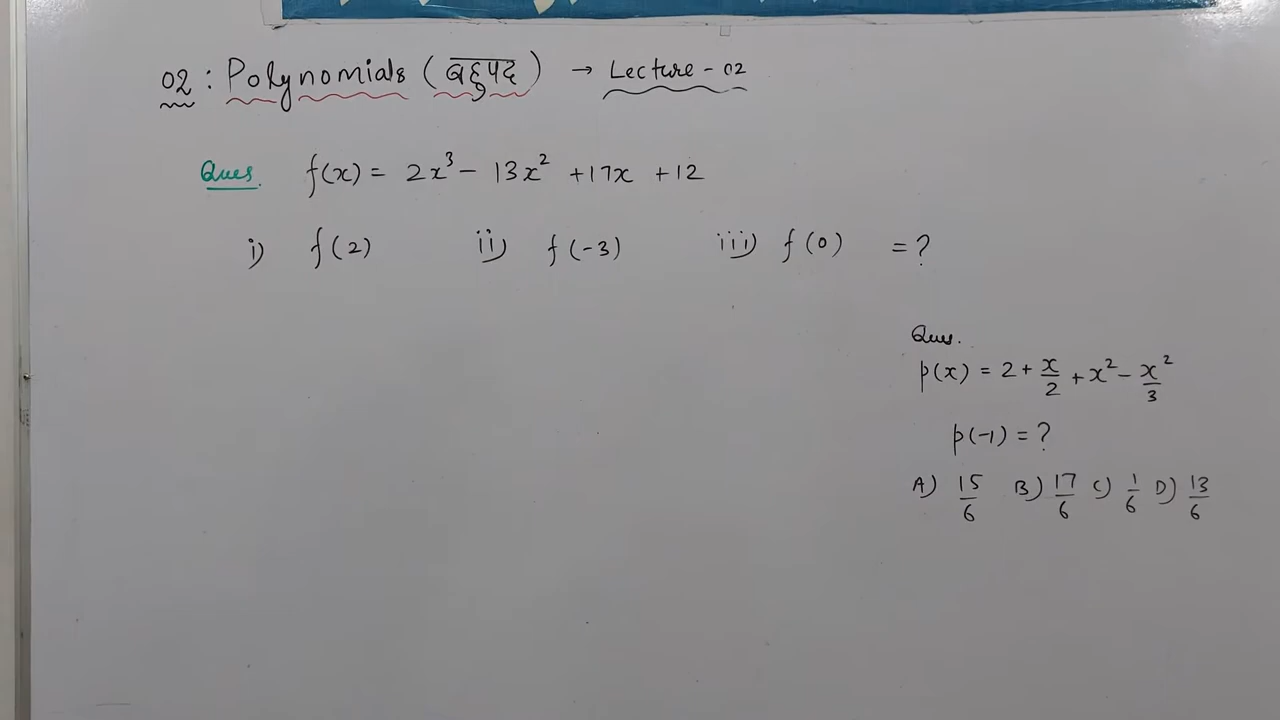 02 : Polynomials (बहुपद) → Lecture - 02
Ques. f(x) = 2x³ - 13x² + 17x + 12
i) f(2) ii) f(-3) iii) f(0) = ?
Ques.
p(x) = 2 + x/2 + x² - x²/3
p(-1) = ?
A) 15/6 B) 17/6 C) 1/6 D) 13/6